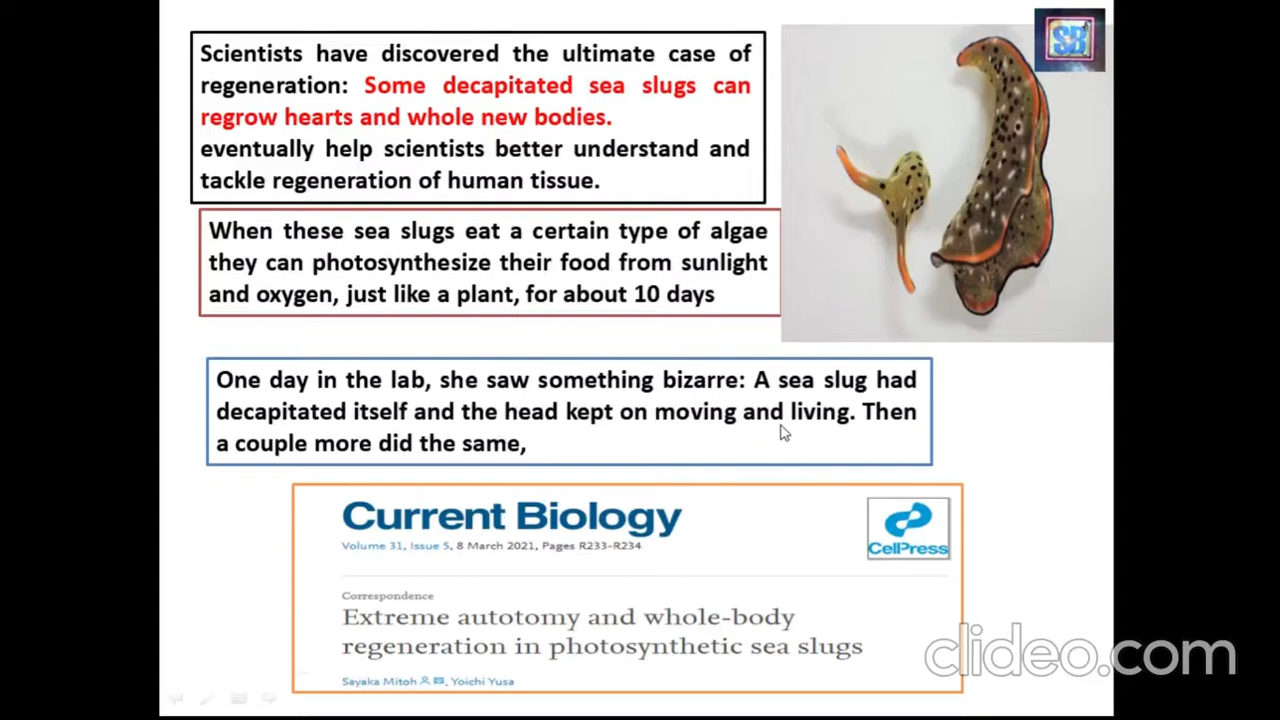 SB
Scientists have discovered the ultimate case of
regeneration: Some decapitated sea slugs can
regrow hearts and whole new bodies.
eventually help scientists better understand and
tackle regeneration of human tissue.
When these sea slugs eat a certain type of algae
they can photosynthesize their food from sunlight
and oxygen, just like a plant, for about 10 days
One day in the lab, she saw something bizarre: A sea slug had
decapitated itself and the head kept on moving and living. Then
a couple more did the same,
Current Biology
Volume 31, Issue 5, 8 March 2021, Pages R233-R234
CellPress
Correspondence
Extreme autotomy and whole-body
regeneration in photosynthetic sea slugs
Sayaka Mitoh, Yoichi Yusa
clideo.com